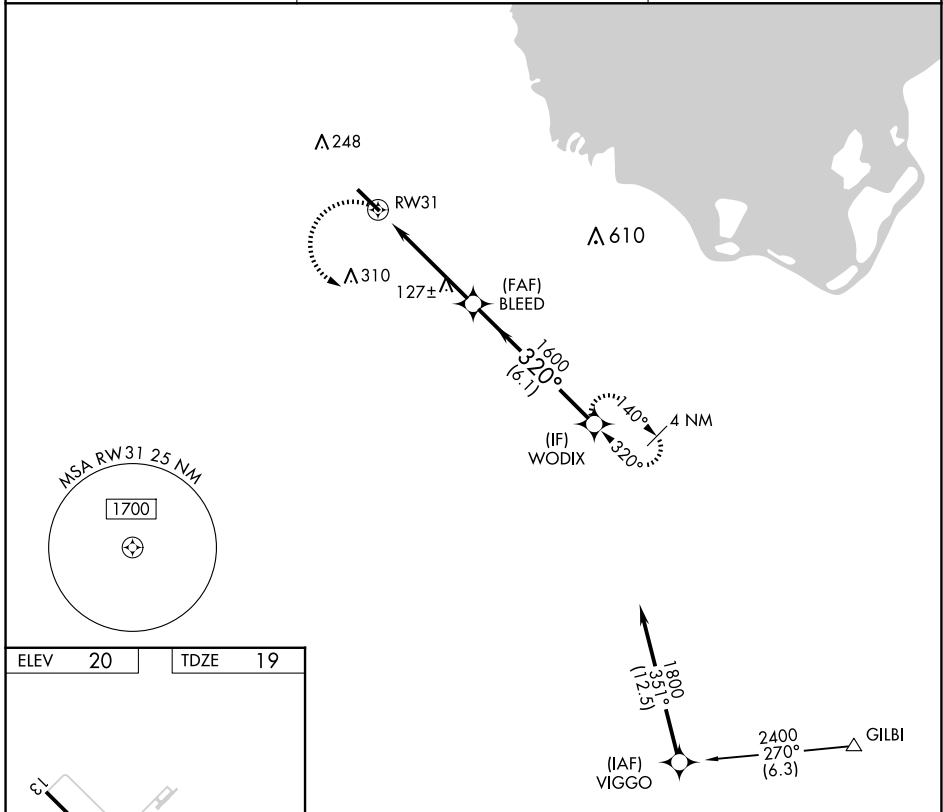 248
RW31
610
310
127±
(FAF)
BLEED
1600
320°
(6.1)
140°
4 NM
320°
(IF)
WODIX
MSA RW31 25 NM
1700
ELEV 20
TDZE 19
1800
351°
(12.5)
2400
270°
(6.3)
GILBI
(IAF)
VIGGO
13